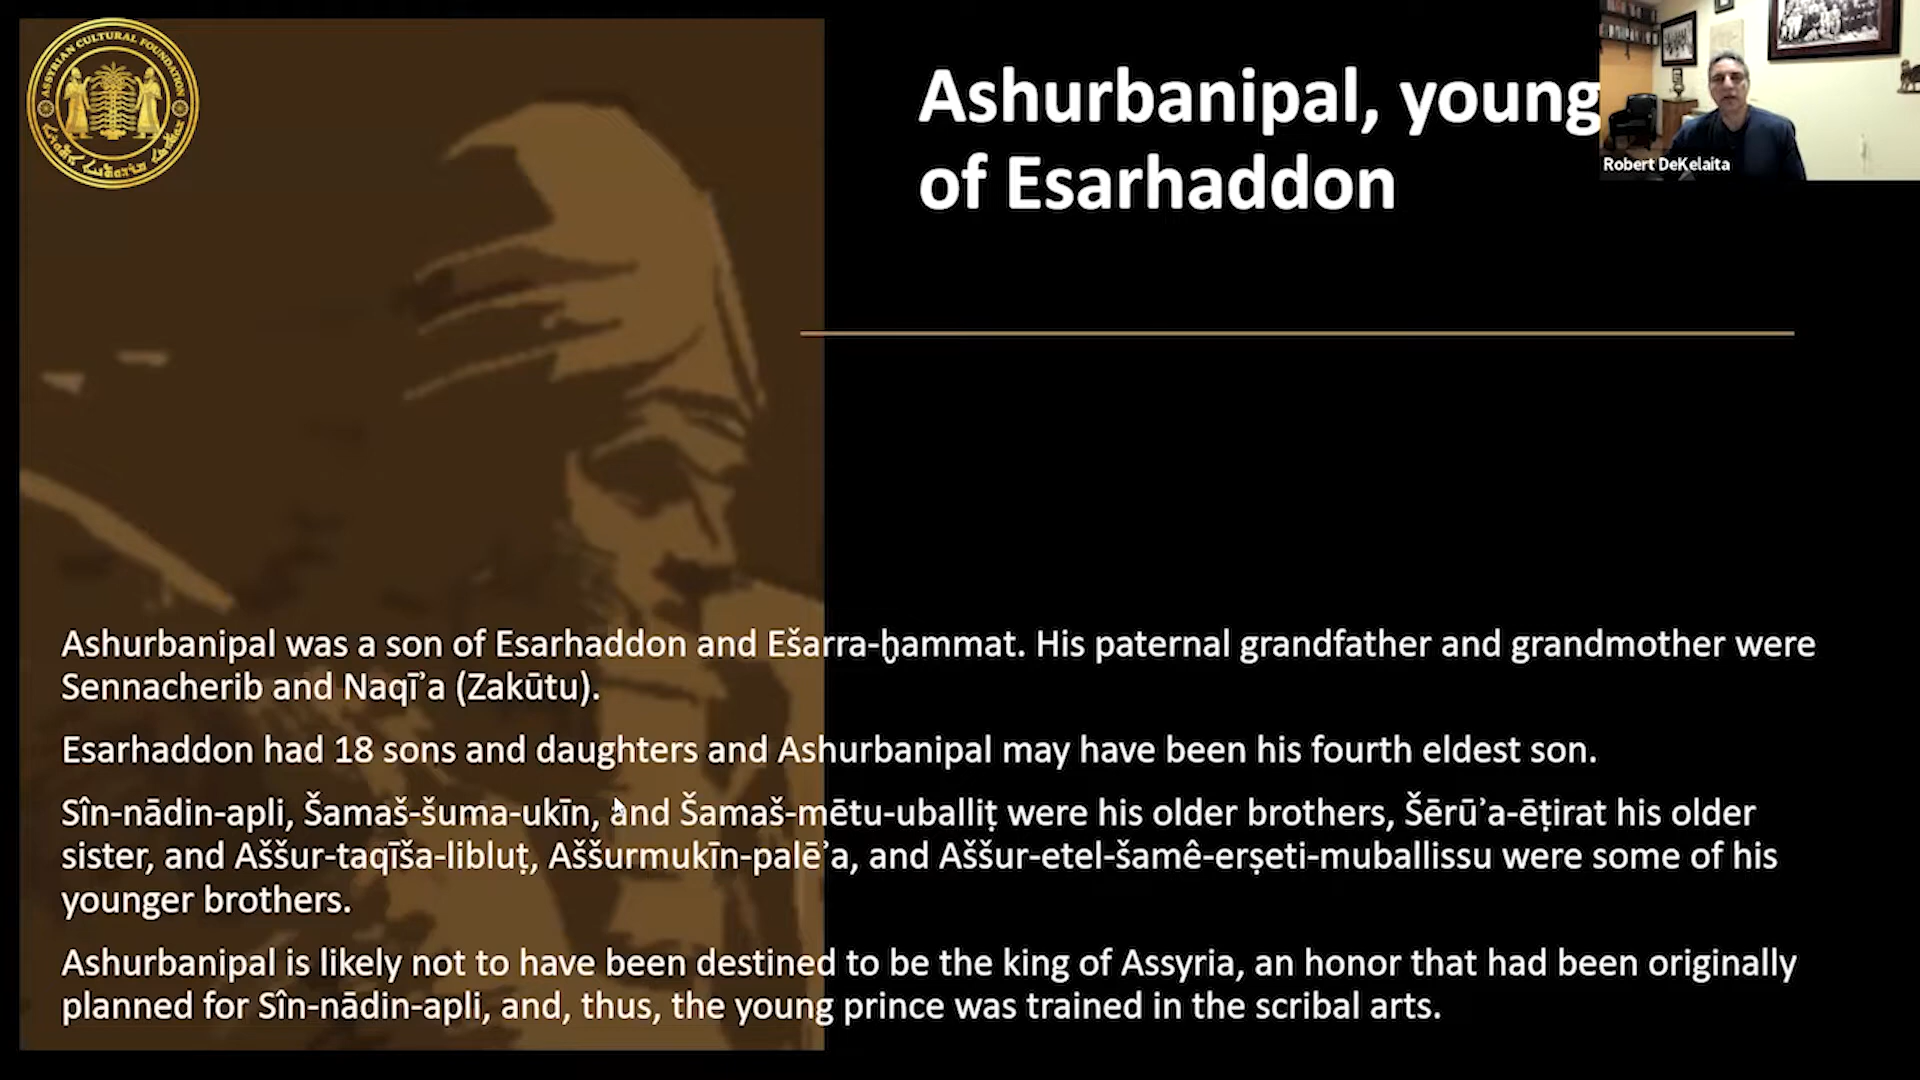 ASSYRIAN CULTURAL FOUNDATION
Ashurbanipal, young
of Esarhaddon
Robert DeKelaita
Ashurbanipal was a son of Esarhaddon and Ešarra-ḫammat. His paternal grandfather and grandmother were
Sennacherib and Naqīʾa (Zakūtu).
Esarhaddon had 18 sons and daughters and Ashurbanipal may have been his fourth eldest son.
Sîn-nādin-apli, Šamaš-šuma-ukīn, and Šamaš-mētu-uballiṭ were his older brothers, Šērūʾa-ēṭirat his older
sister, and Aššur-taqīša-libluṭ, Aššurmukīn-palēʾa, and Aššur-etel-šamê-erṣeti-muballissu were some of his
younger brothers.
Ashurbanipal is likely not to have been destined to be the king of Assyria, an honor that had been originally
planned for Sîn-nādin-apli, and, thus, the young prince was trained in the scribal arts.